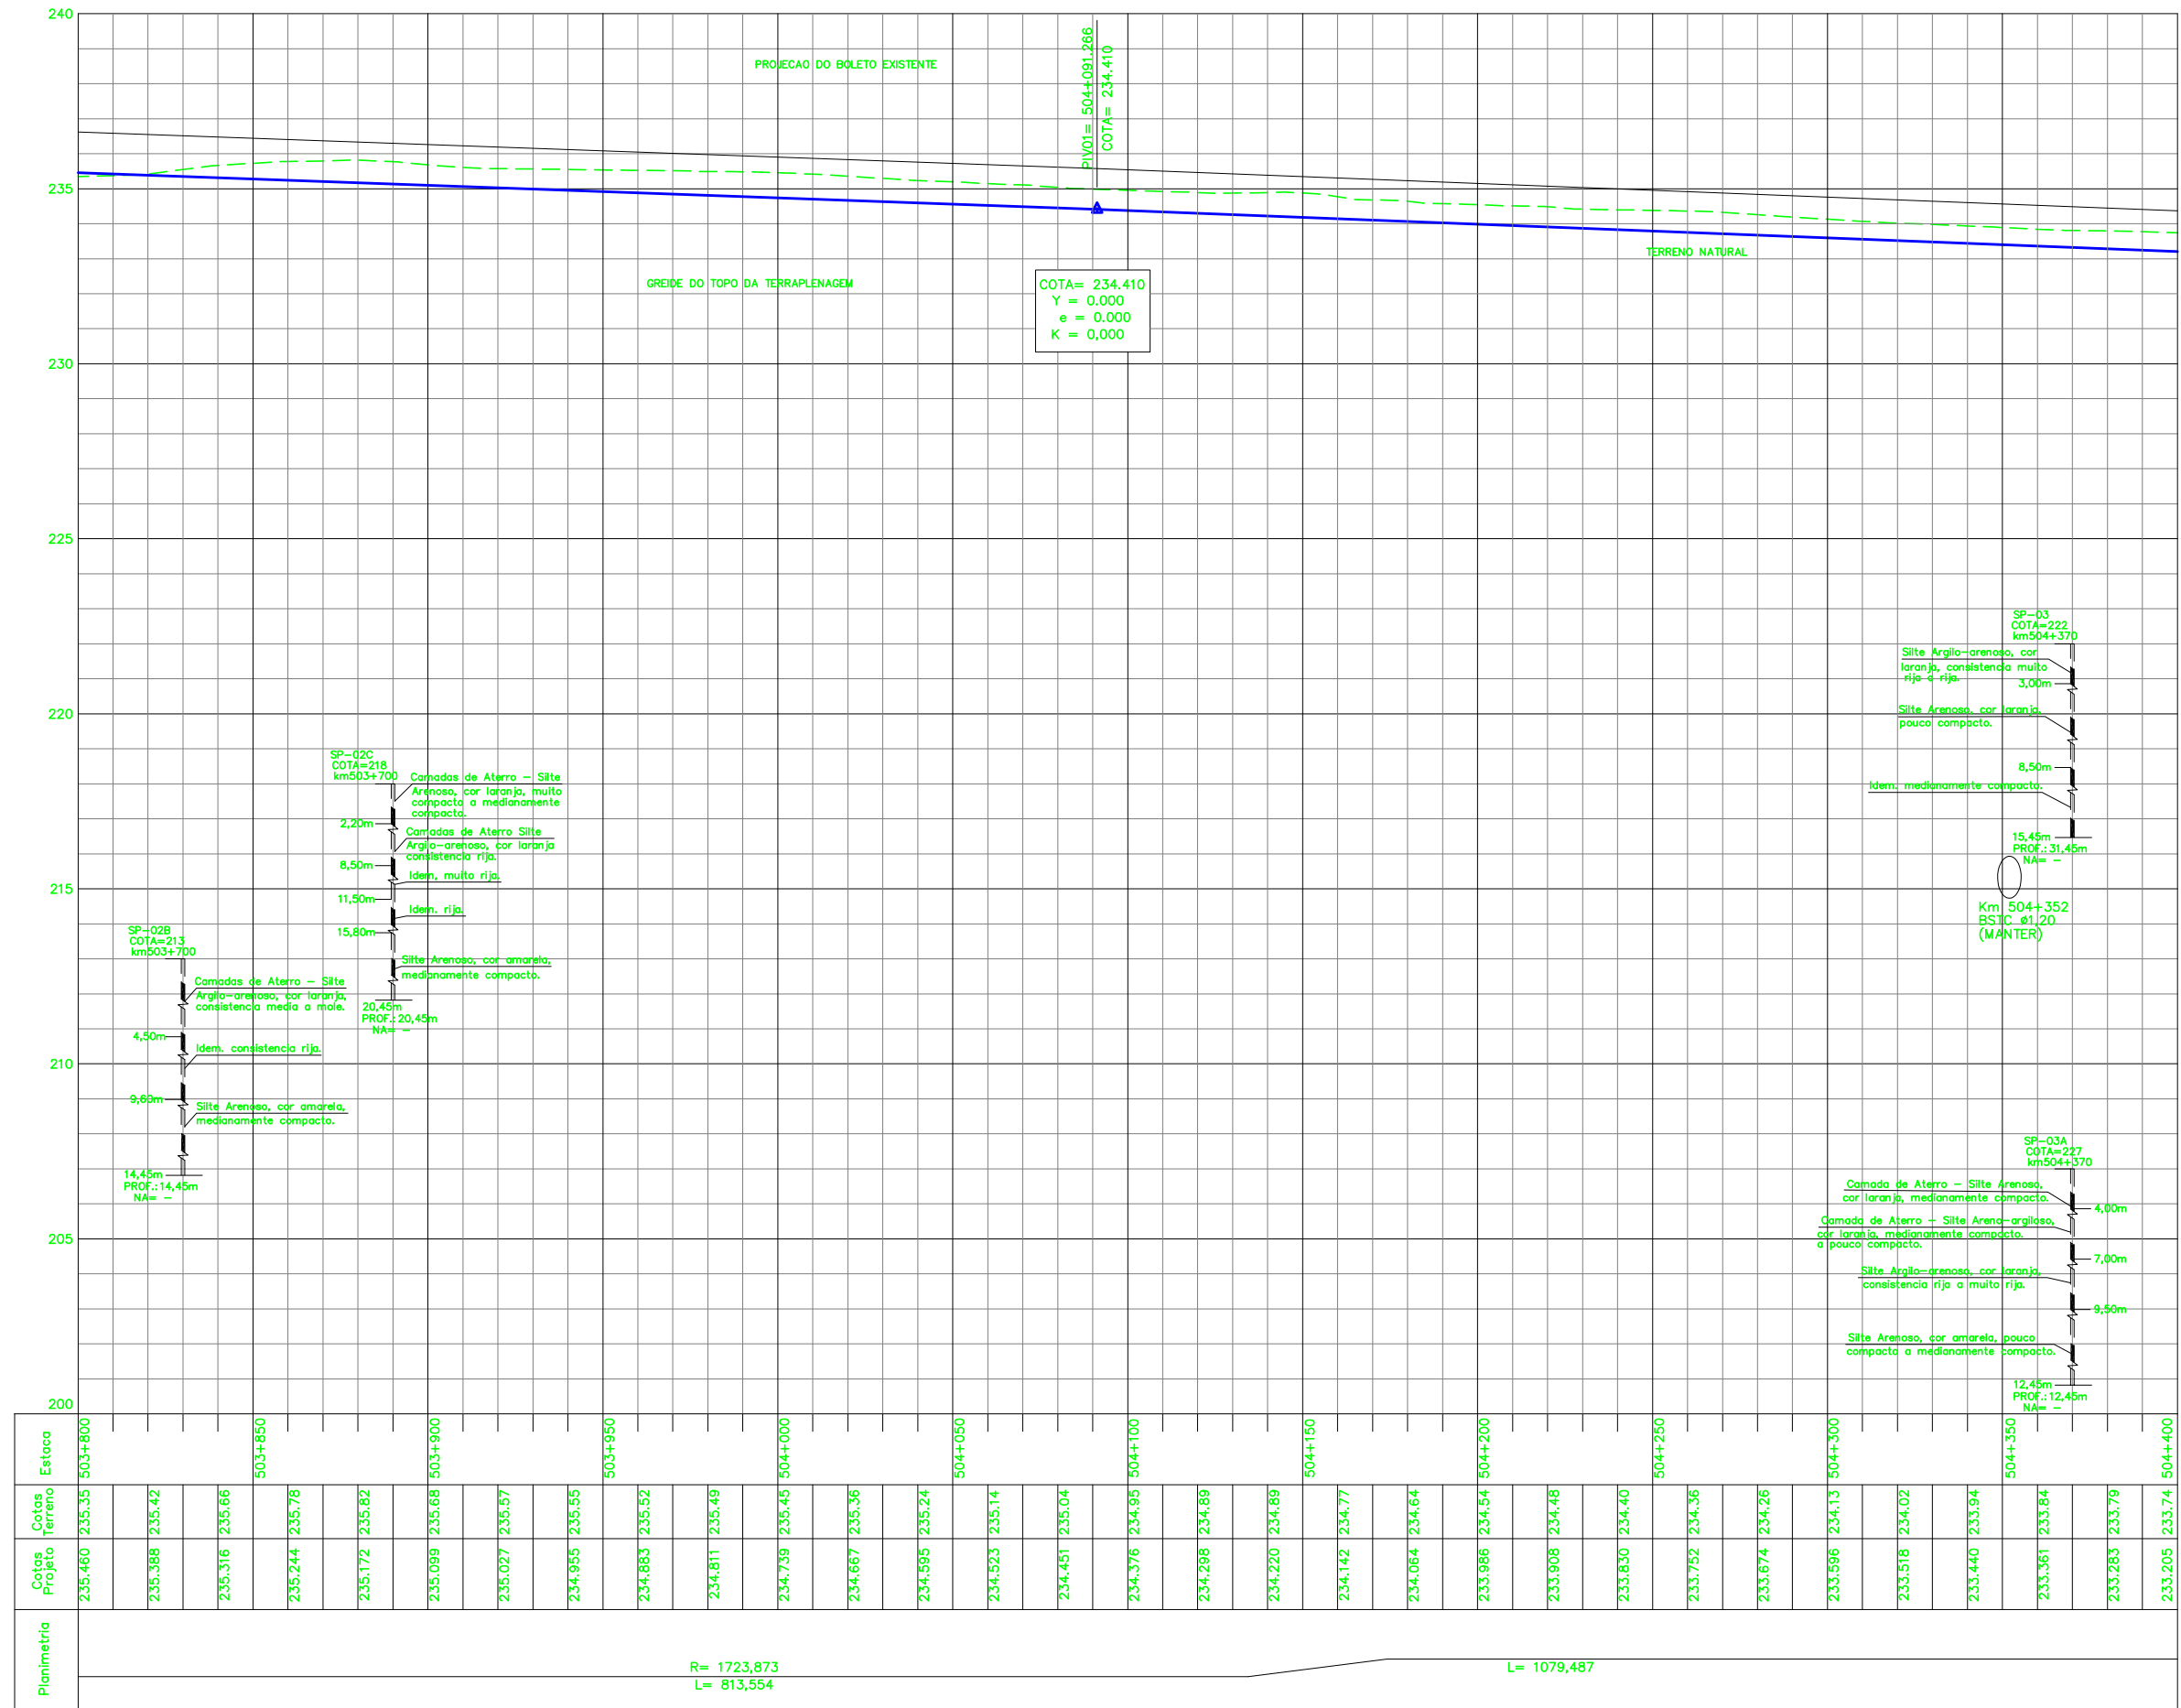 240
235
230
225
220
215
210
205
200
PROJECAO DO BOLETO EXISTENTE
PIV01= 504+091.266
COTA= 234.410
GREIDE DO TOPO DA TERRAPLENAGEM
TERRENO NATURAL
COTA= 234.410
Y = 0.000
e = 0.000
K = 0,000
SP-02B
COTA=213
km503+700
Camadas de Aterro - Silte
Argilo-arenoso, cor laranja,
consistencia media a mole.
4,50m
Idem. consistencia rija.
9,60m
Silte Arenoso, cor amarela,
medianamente compacto.
14,45m
PROF.:14,45m
NA= -
SP-02C
COTA=218
km503+700
Camadas de Aterro - Silte
Arenoso, cor laranja, muito
compacto a medianamente
compacto.
2,20m
Camadas de Aterro Silte
Argilo-arenoso, cor laranja
consistencia rija.
8,50m
Idem. muito rija.
11,50m
Idem. rija.
15,80m
Silte Arenoso, cor amarela,
medianamente compacto.
20,45m
PROF.:20,45m
NA= -
SP-03
COTA=222
km504+370
Silte Argilo-arenoso, cor
laranja, consistencia muito
rija a rija.
3,00m
Silte Arenoso, cor laranja,
pouco compacto.
8,50m
Idem. medianamente compacto.
15,45m
PROF.:31,45m
NA= -
Km 504+352
BSTC ø1,20
(MANTER)
SP-03A
COTA=227
km504+370
Camada de Aterro - Silte Arenoso,
cor laranja, medianamente compacto.
4,00m
Camada de Aterro - Silte Areno-argiloso,
cor laranja, medianamente compacto.
a pouco compacto.
7,00m
Silte Argilo-arenoso, cor laranja,
consistencia rija a muito rija.
9,50m
Silte Arenoso, cor amarela, pouco
compacto a medianamente compacto.
12,45m
PROF.:12,45m
NA= -
Estaca
503+800 503+850 503+900 503+950 504+000 504+050 504+100 504+150 504+200 504+250 504+300 504+350 504+400
Cotas
Terreno
235.35 235.42 235.66 235.78 235.82 235.68 235.57 235.55 235.52 235.49 235.45 235.36 235.24 235.14 235.04 234.95 234.89 234.89 234.77 234.64 234.54 234.48 234.40 234.36 234.26 234.13 234.02 233.94 233.84 233.79 233.74
Cotas
Projeto
235.460 235.388 235.316 235.244 235.172 235.099 235.027 234.955 234.883 234.811 234.739 234.667 234.595 234.523 234.451 234.376 234.298 234.220 234.142 234.064 233.986 233.908 233.830 233.752 233.674 233.596 233.518 233.440 233.361 233.283 233.205
Planimetria
R= 1723,873
L= 813,554
L= 1079,487